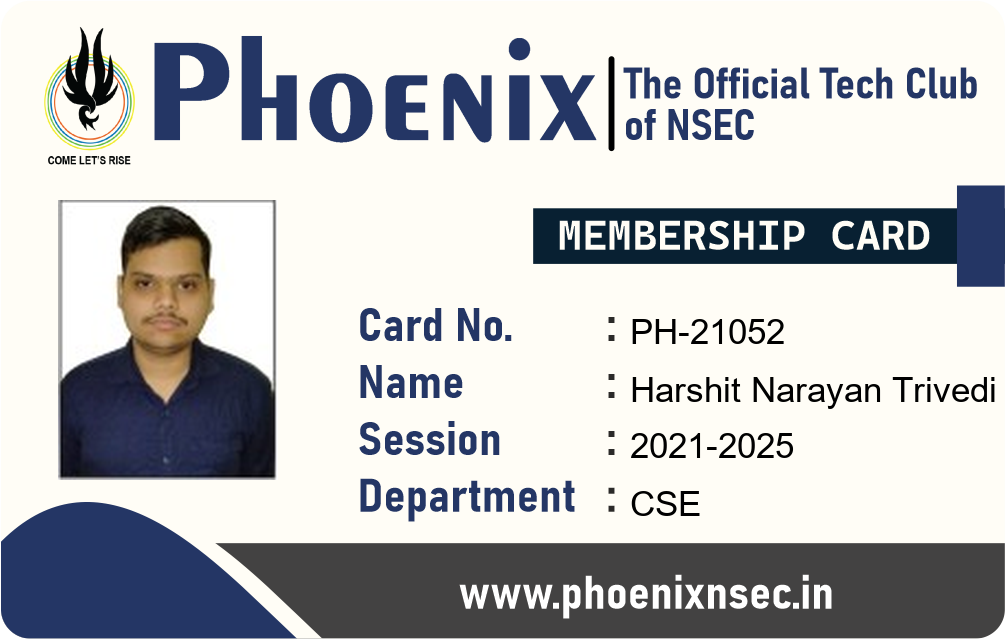 COME LET'S RISE
PHOENIX
The Official Tech Club
of NSEC
MEMBERSHIP CARD
Card No. : PH-21052
Name : Harshit Narayan Trivedi
Session : 2021-2025
Department : CSE
www.phoenixnsec.in